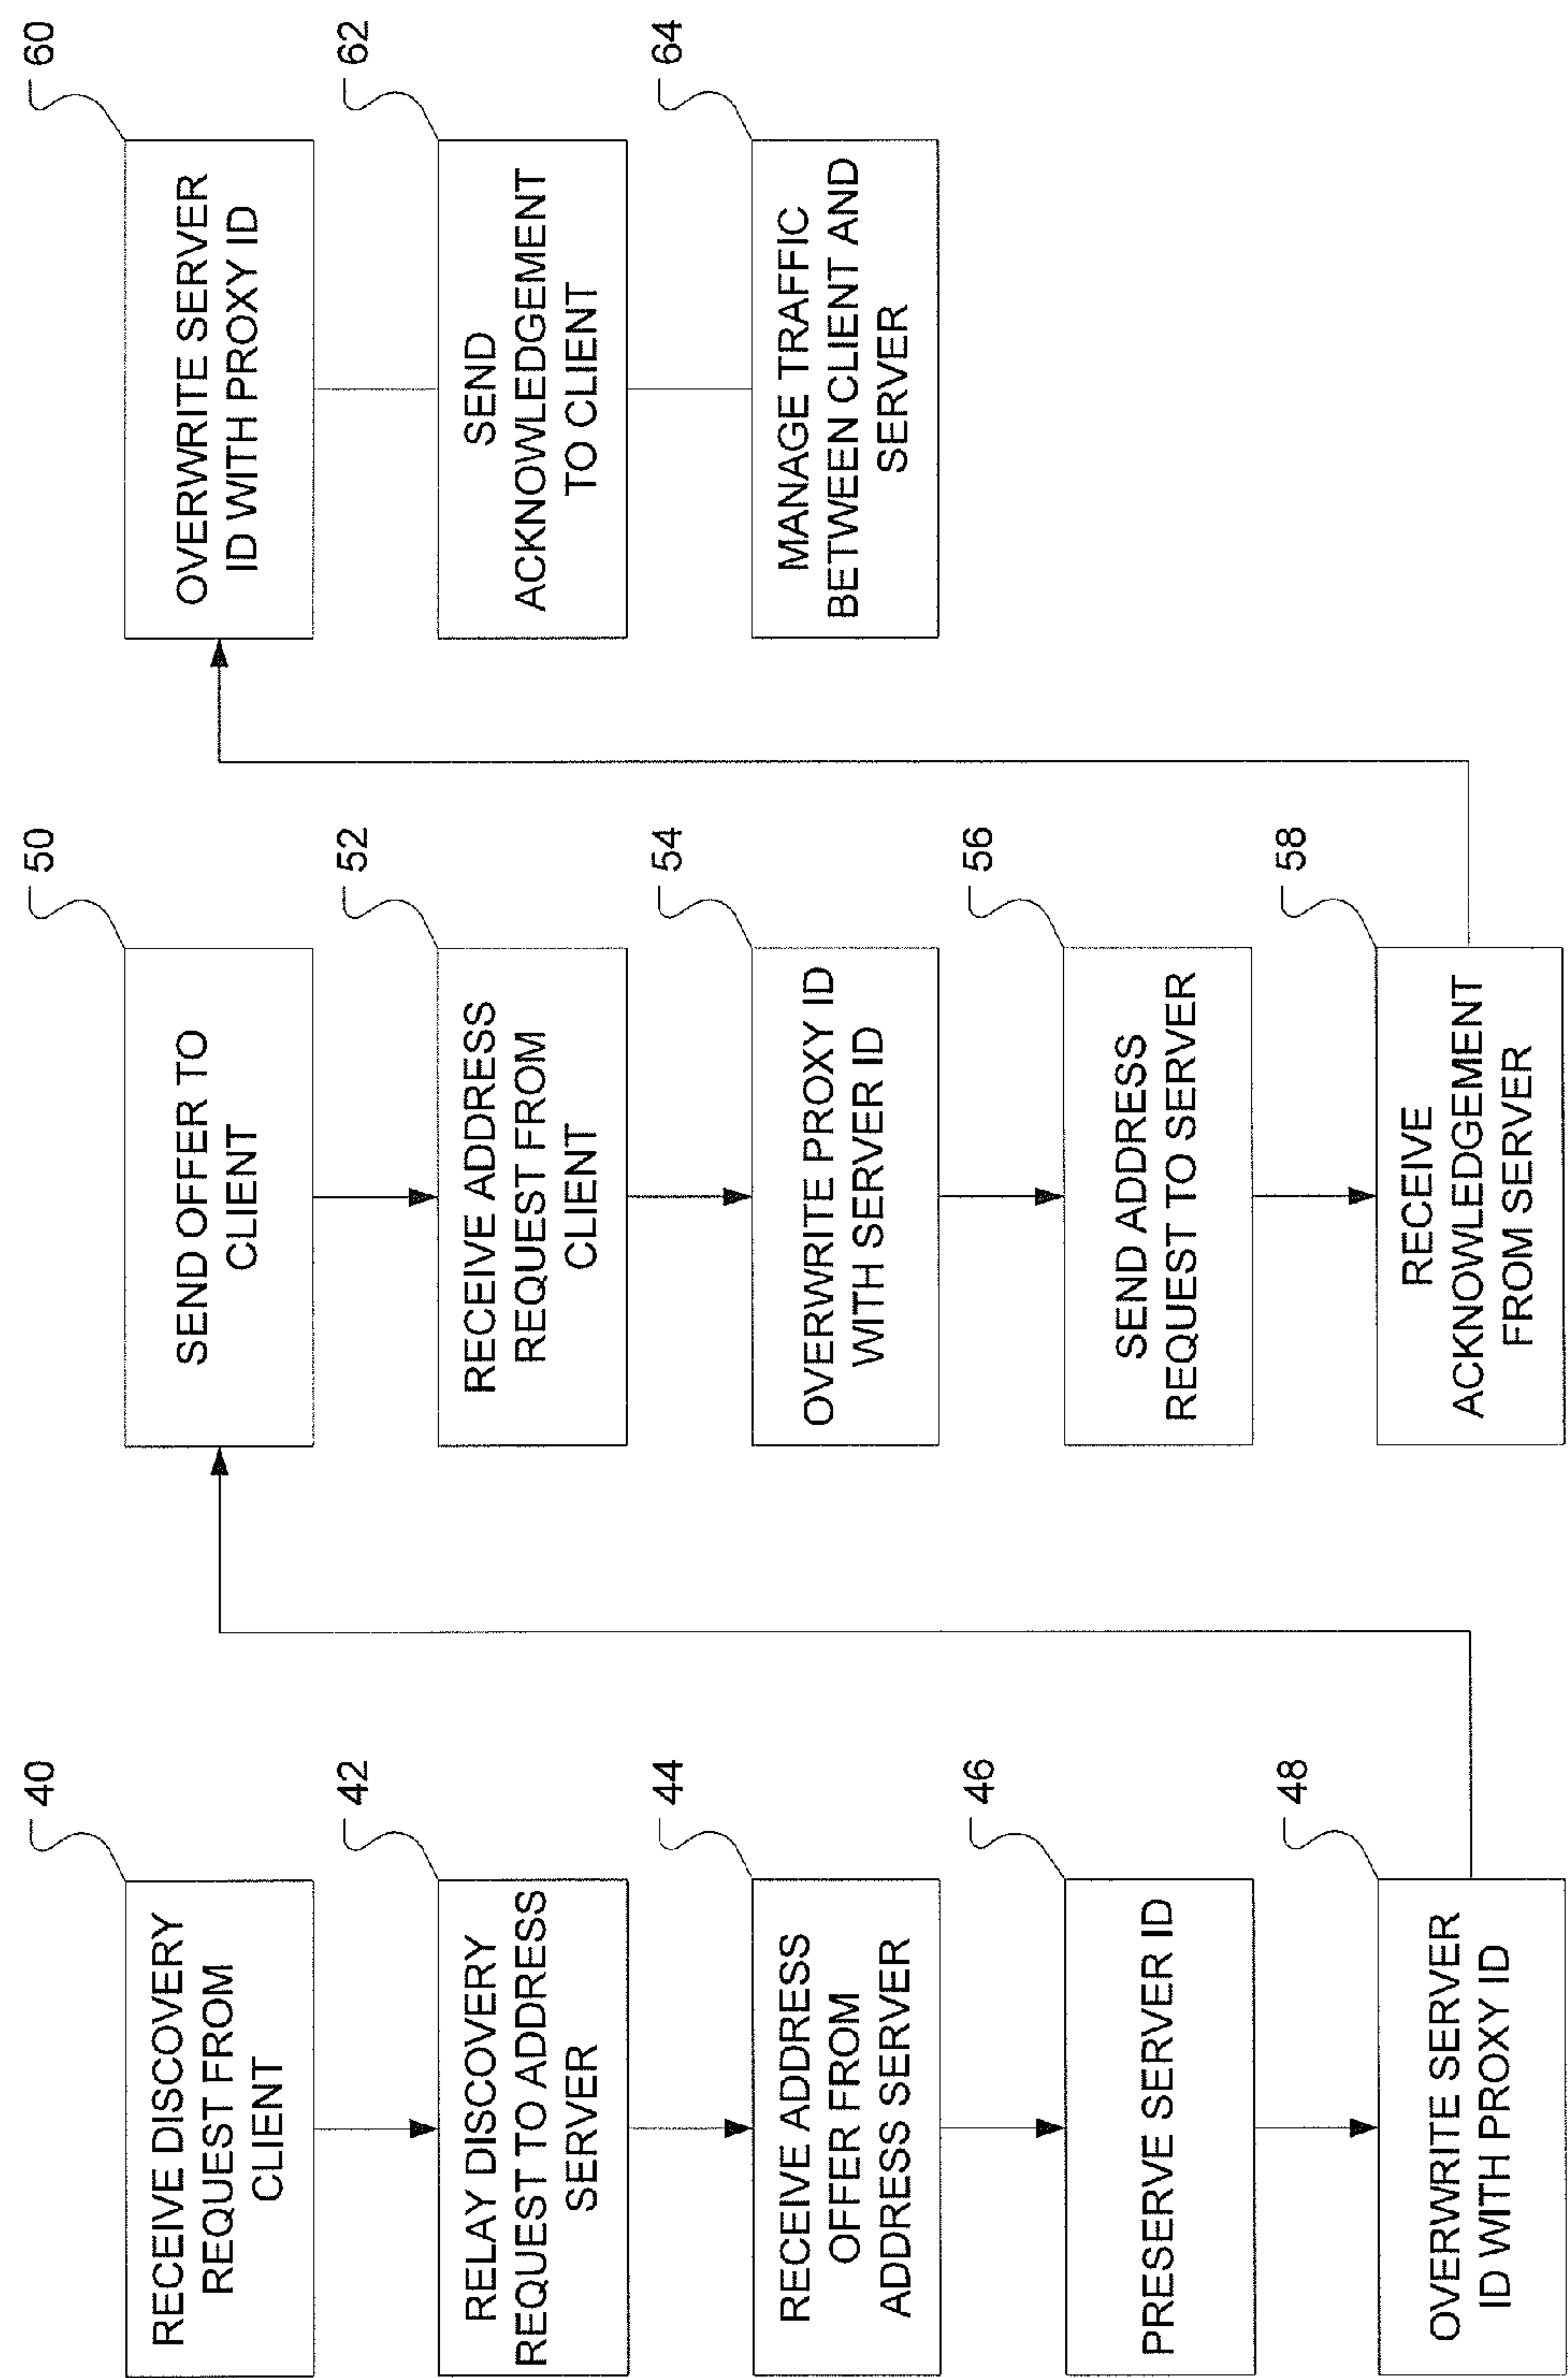 40
RECEIVE DISCOVERY
REQUEST FROM
CLIENT
42
RELAY DISCOVERY
REQUEST TO ADDRESS
SERVER
44
RECEIVE ADDRESS
OFFER FROM
ADDRESS SERVER
46
PRESERVE SERVER ID
48
OVERWRITE SERVER
ID WITH PROXY ID
50
SEND OFFER TO
CLIENT
52
RECEIVE ADDRESS
REQUEST FROM
CLIENT
54
OVERWRITE PROXY ID
WITH SERVER ID
56
SEND ADDRESS
REQUEST TO SERVER
58
RECEIVE
ACKNOWLEDGEMENT
FROM SERVER
60
OVERWRITE SERVER
ID WITH PROXY ID
62
SEND
ACKNOWLEDGEMENT
TO CLIENT
64
MANAGE TRAFFIC
BETWEEN CLIENT AND
SERVER